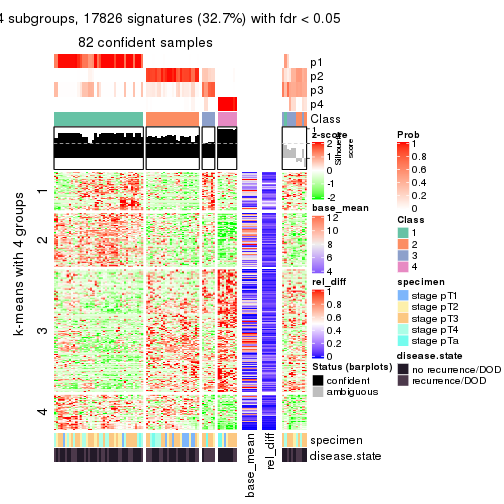 4 subgroups, 17826 signatures (32.7%) with fdr < 0.05
82 confident samples
p1
p2
p3
p4
Class
1
2
3
4
k-means with 4 groups
1
Silhouette
score
z-score
2
1
0
-1
-2
base_mean
12
10
8
6
4
rel_diff
1
0.8
0.6
0.4
0.2
0
Status (barplots)
confident
ambiguous
Prob
1
0.8
0.6
0.4
0.2
0
Class
1
2
3
4
specimen
stage pT1
stage pT2
stage pT3
stage pT4
stage pTa
disease.state
no recurrence/DOD
recurrence/DOD
specimen
disease.state
base_mean
rel_diff